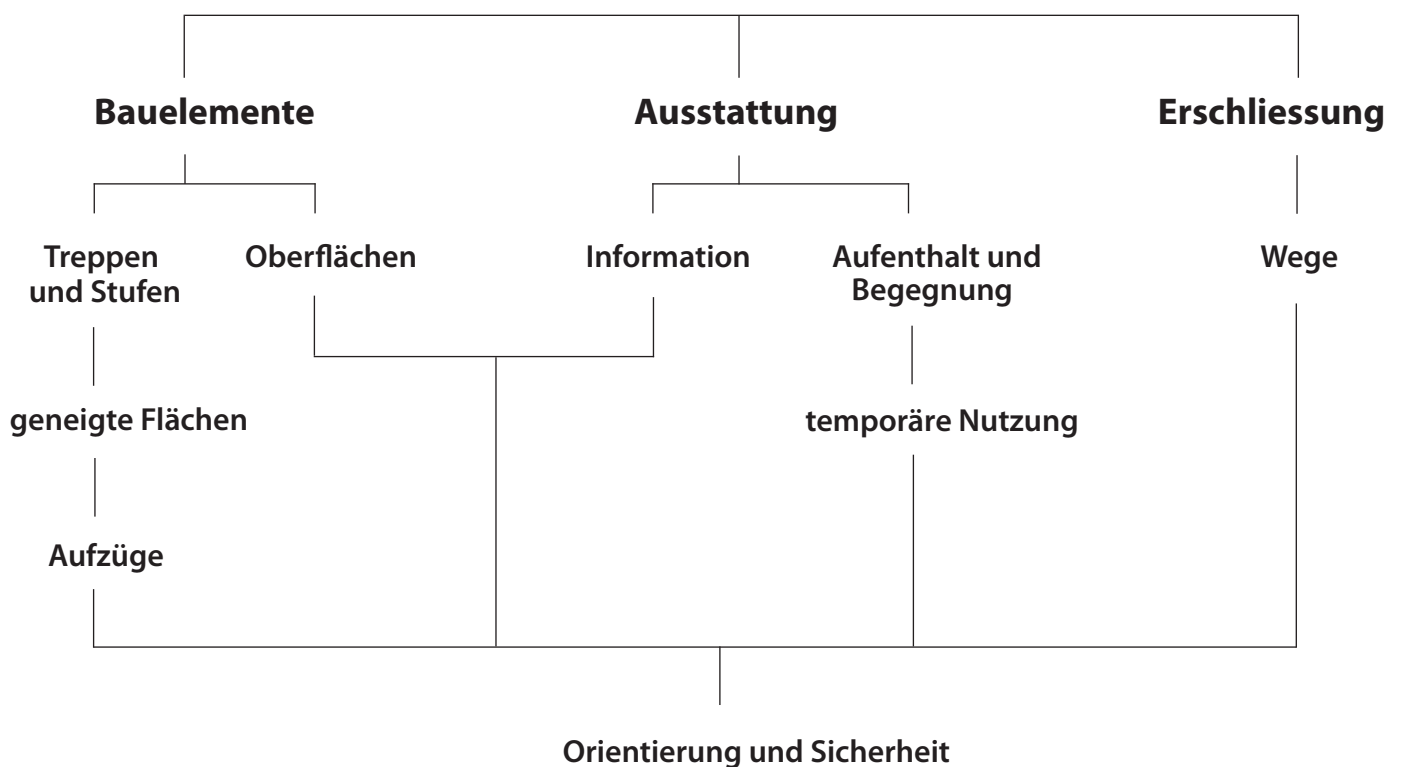 Bauelemente
Ausstattung
Erschliessung
Treppen
und Stufen
Oberflächen
Information
Aufenthalt und
Begegnung
Wege
geneigte Flächen
temporäre Nutzung
Aufzüge
Orientierung und Sicherheit